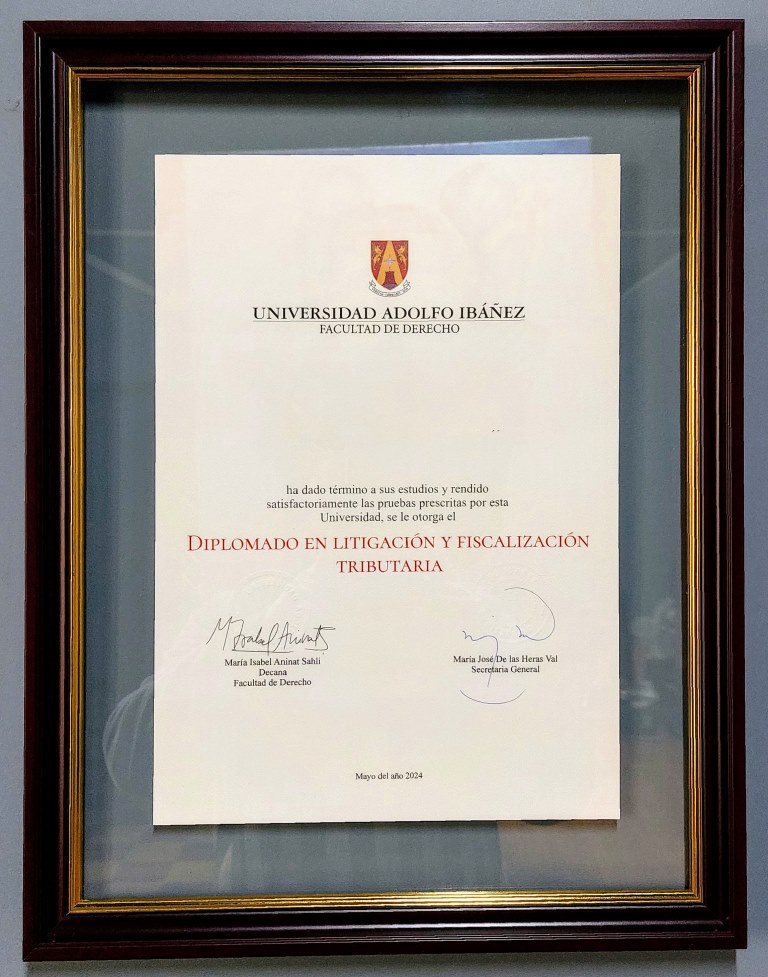 UNIVERSIDAD ADOLFO IBÁÑEZ
FACULTAD DE DERECHO
ha dado término a sus estudios y rendido
satisfactoriamente las pruebas prescritas por esta
Universidad, se le otorga el
DIPLOMADO EN LITIGACIÓN Y FISCALIZACIÓN
TRIBUTARIA
M Isabel Aninat S
María Isabel Aninat Sahli
Decana
Facultad de Derecho
María José De las Heras Val
Secretaria General
Mayo del año 2024